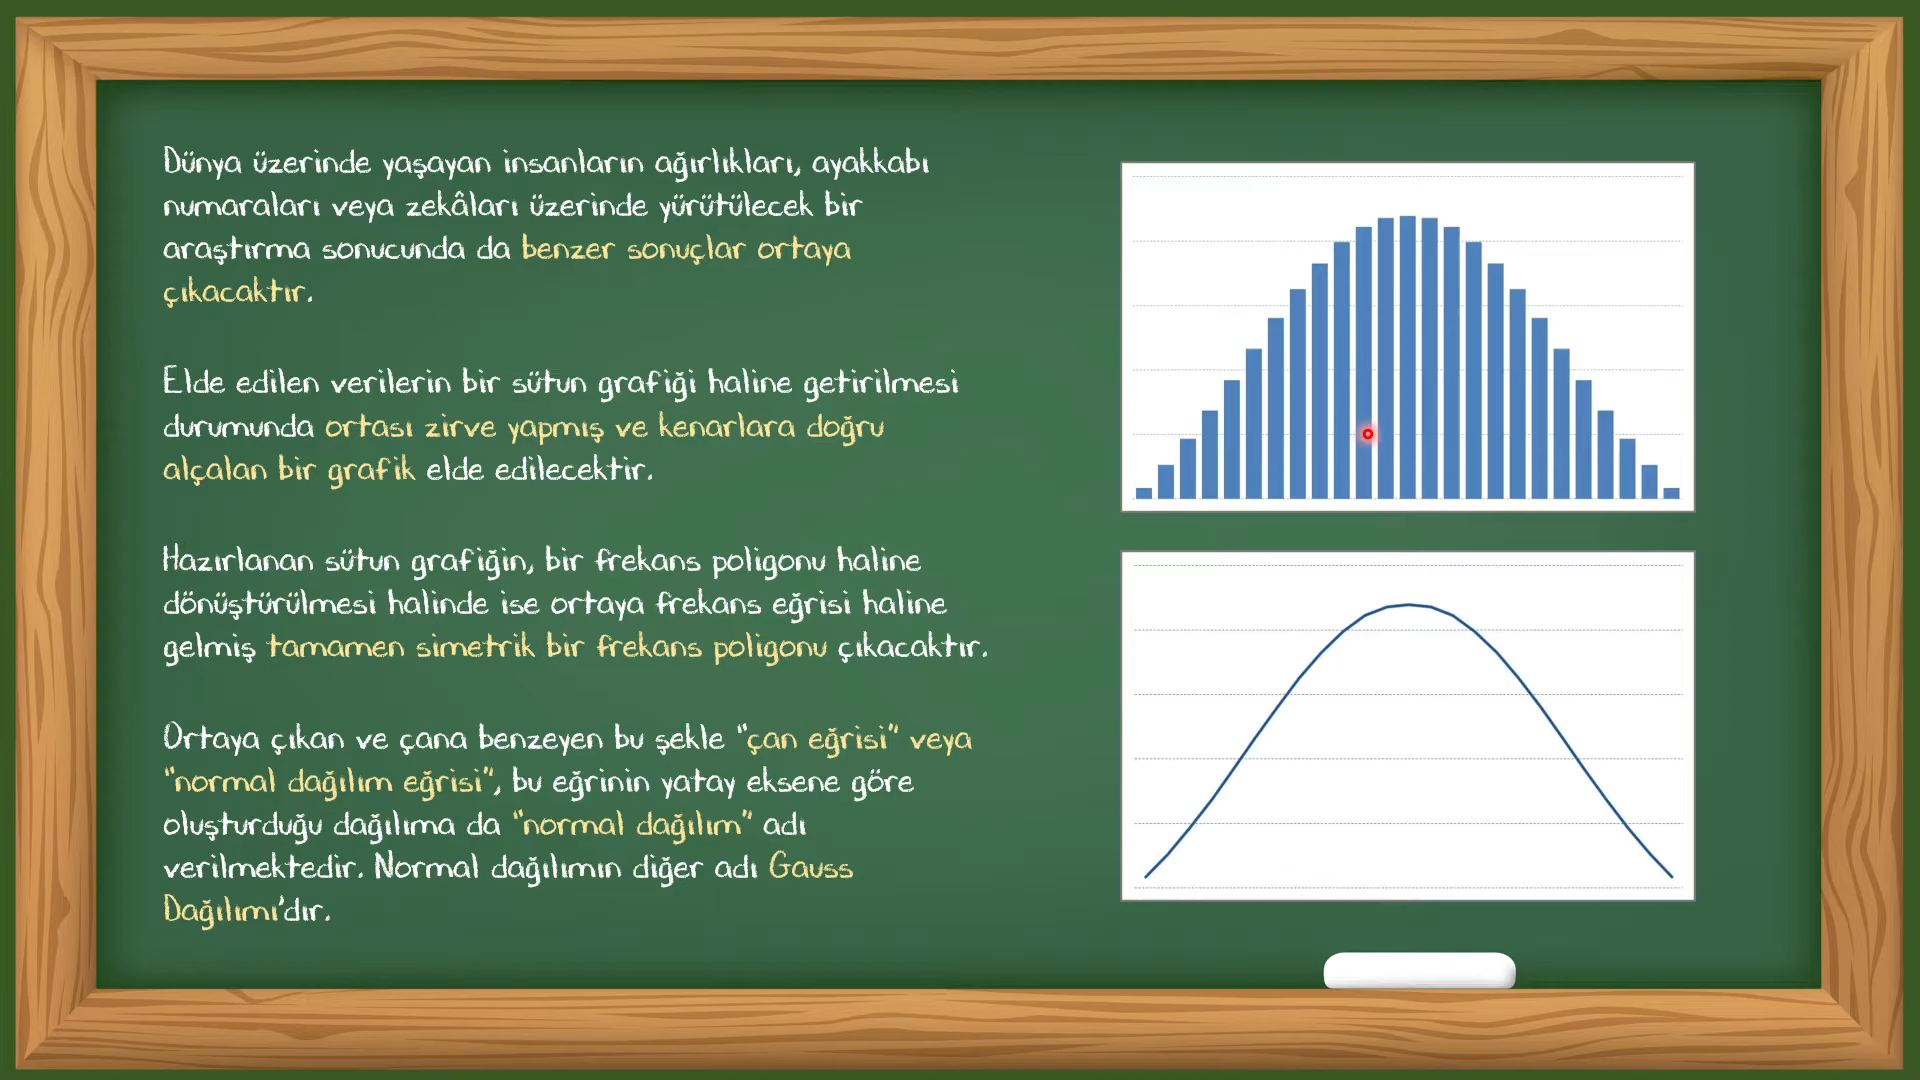 Dünya üzerinde yaşayan insanların ağırlıkları, ayakkabı
numaraları veya zekâları üzerinde yürütülecek bir
araştırma sonucunda da benzer sonuçlar ortaya
çıkacaktır.
Elde edilen verilerin bir sütun grafiği haline getirilmesi
durumunda ortası zirve yapmış ve kenarlara doğru
alçalan bir grafik elde edilecektir.
Hazırlanan sütun grafiğin, bir frekans poligonu haline
dönüştürülmesi halinde ise ortaya frekans eğrisi haline
gelmiş tamamen simetrik bir frekans poligonu çıkacaktır.
Ortaya çıkan ve çana benzeyen bu şekle "çan eğrisi" veya
"normal dağılım eğrisi", bu eğrinin yatay eksene göre
oluşturduğu dağılıma da "normal dağılım" adı
verilmektedir. Normal dağılımın diğer adı Gauss
Dağılımı'dır.